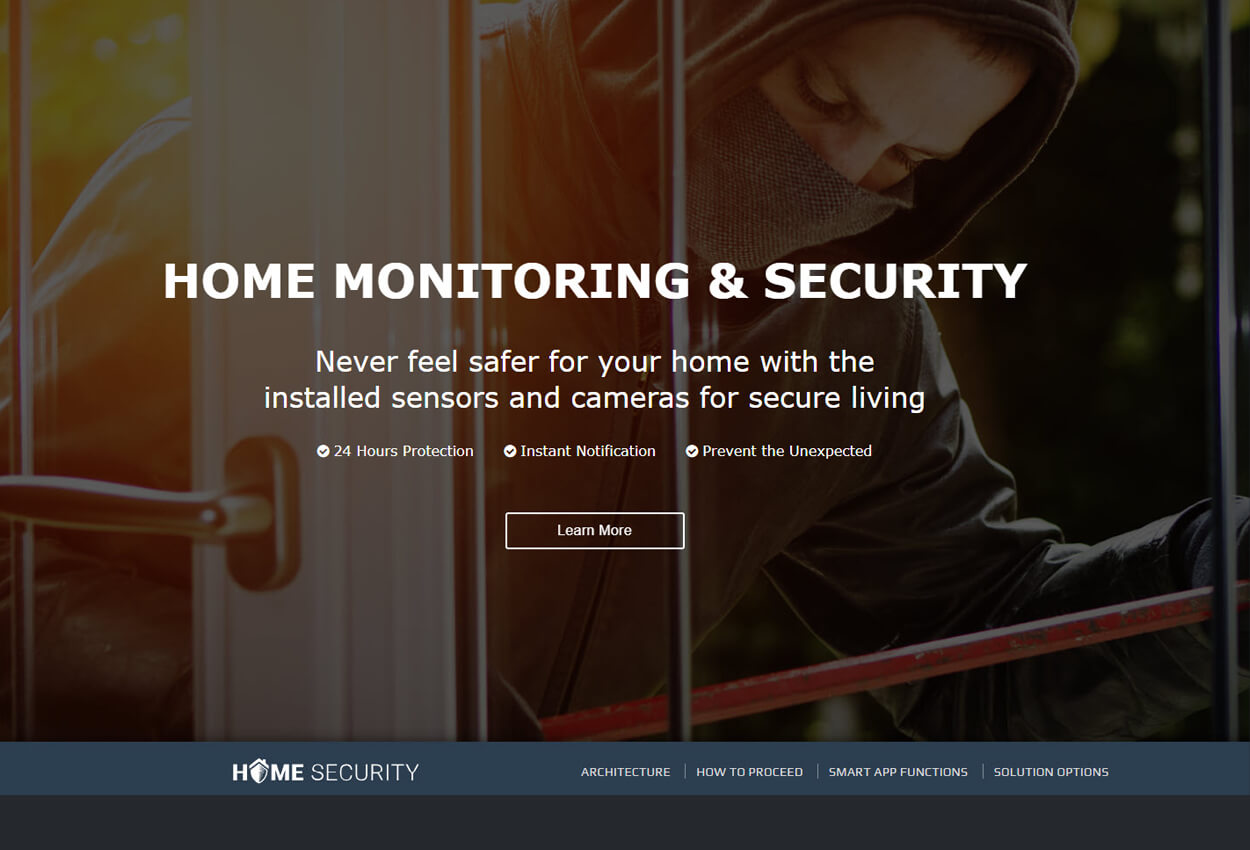 HOME MONITORING & SECURITY
Never feel safer for your home with the
installed sensors and cameras for secure living
24 Hours Protection Instant Notification Prevent the Unexpected
Learn More
HOME SECURITY ARCHITECTURE HOW TO PROCEED SMART APP FUNCTIONS SOLUTION OPTIONS